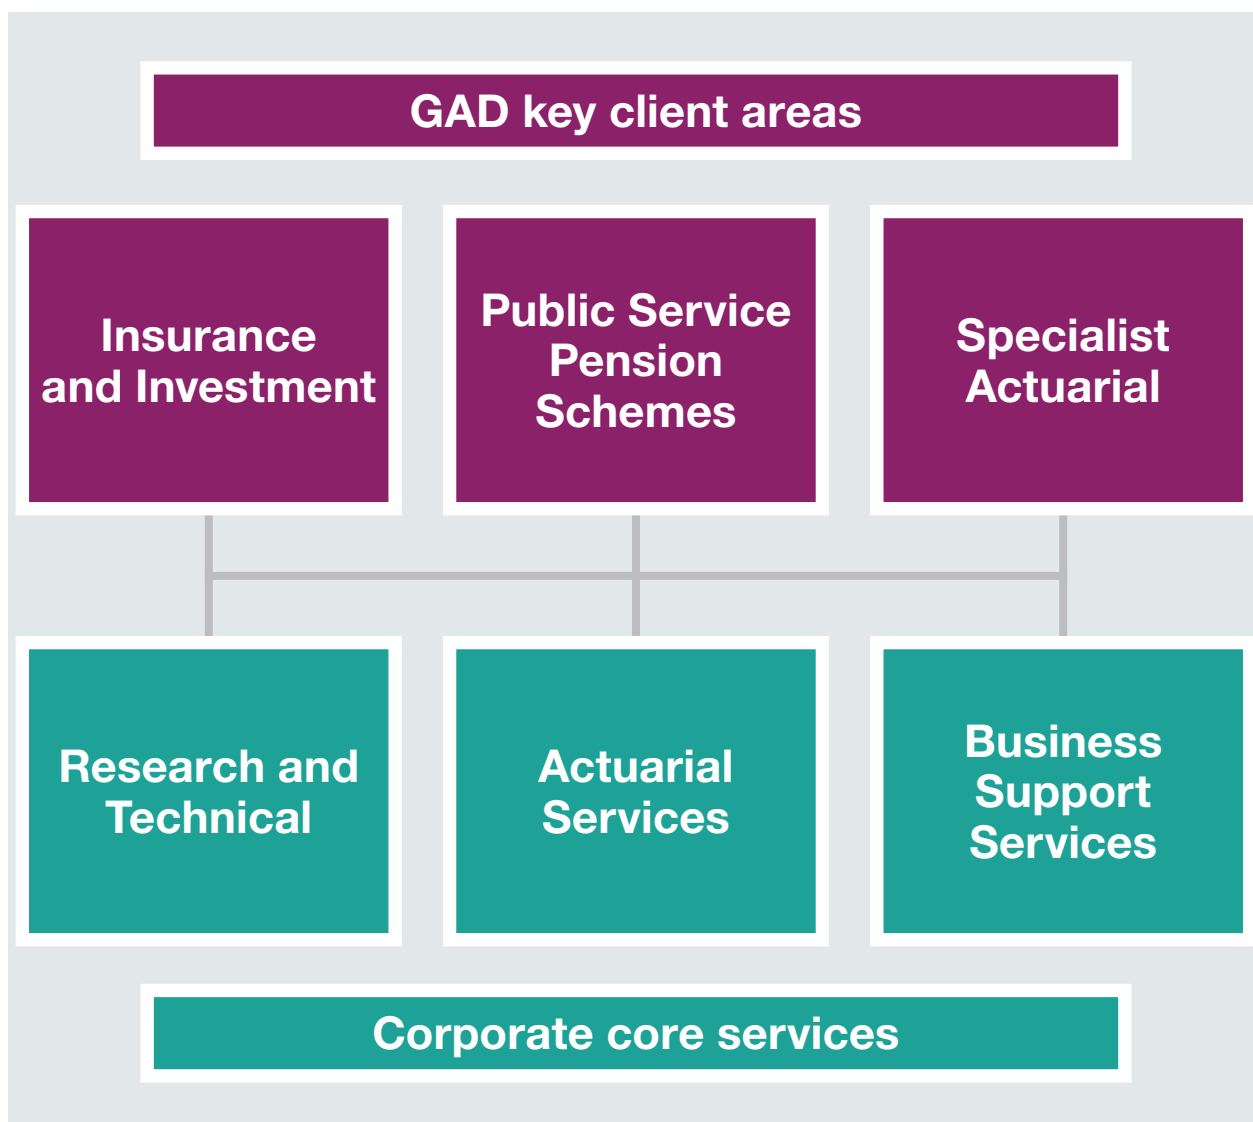 GAD key client areas
Insurance
and Investment
Public Service
Pension
Schemes
Specialist
Actuarial
Research and
Technical
Actuarial
Services
Business
Support
Services
Corporate core services